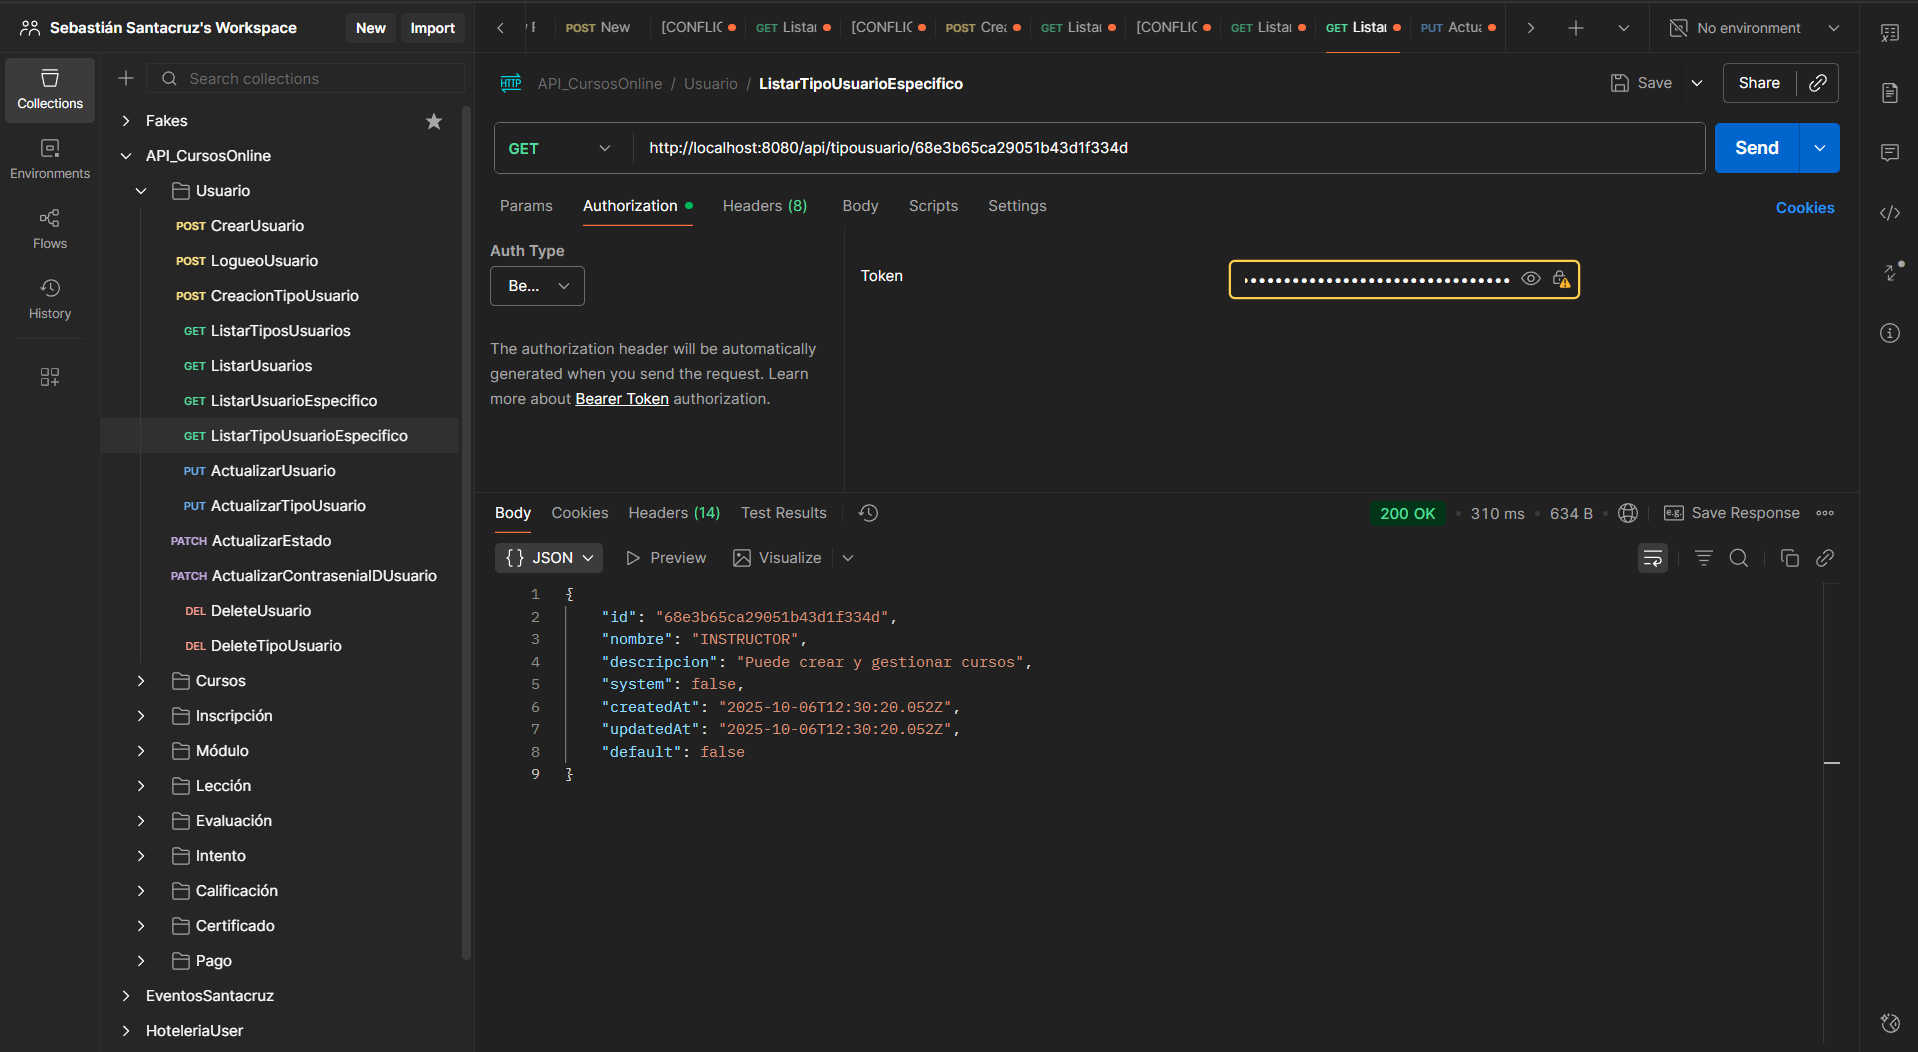 Sebastián Santacruz's Workspace
New
Import
POST New
[CONFLIC
GET Listar
[CONFLIC
POST Crea
GET Listar
[CONFLIC
GET Listar
GET Listar
PUT Actua
No environment
Collections
Environments
Flows
History
Search collections
Fakes
API_CursosOnline
Usuario
POST CrearUsuario
POST LogueoUsuario
POST CreacionTipoUsuario
GET ListarTiposUsuarios
GET ListarUsuarios
GET ListarUsuarioEspecifico
GET ListarTipoUsuarioEspecifico
PUT ActualizarUsuario
PUT ActualizarTipoUsuario
PATCH ActualizarEstado
PATCH ActualizarContraseniaIDUsuario
DEL DeleteUsuario
DEL DeleteTipoUsuario
Cursos
Inscripción
Módulo
Lección
Evaluación
Intento
Calificación
Certificado
Pago
EventosSantacruz
HoteleriaUser
HTTP API_CursosOnline / Usuario / ListarTipoUsuarioEspecifico
Save
Share
GET http://localhost:8080/api/tipousuario/68e3b65ca29051b43d1f334d
Send
Params Authorization Headers (8) Body Scripts Settings
Cookies
Auth Type
Be...
The authorization header will be automatically
generated when you send the request. Learn
more about Bearer Token authorization.
Token
•••••••••••••••••••••••••••••••
Body Cookies Headers (14) Test Results
200 OK • 310 ms • 634 B
e.g. Save Response
{} JSON Preview Visualize
1 {
2 "id": "68e3b65ca29051b43d1f334d",
3 "nombre": "INSTRUCTOR",
4 "descripcion": "Puede crear y gestionar cursos",
5 "system": false,
6 "createdAt": "2025-10-06T12:30:20.052Z",
7 "updatedAt": "2025-10-06T12:30:20.052Z",
8 "default": false
9 }